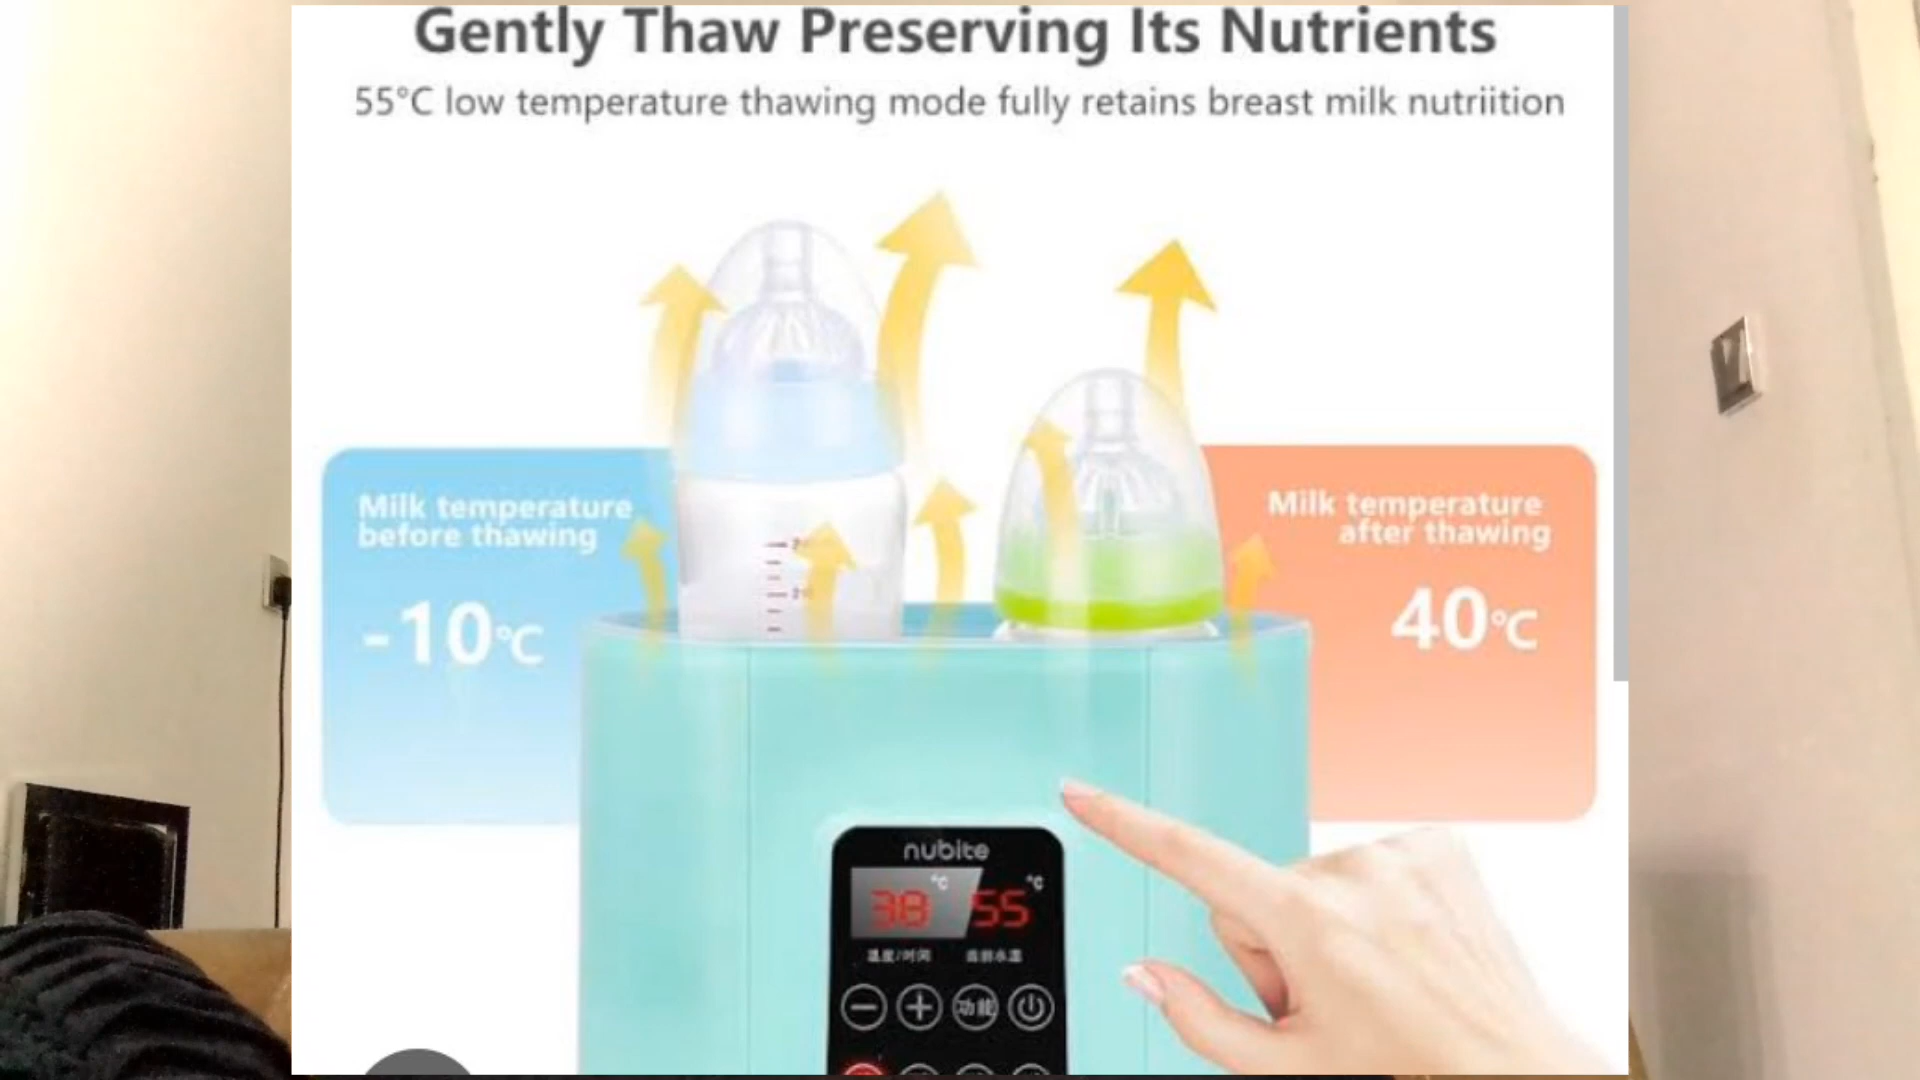 Gently Thaw Preserving Its Nutrients
55°C low temperature thawing mode fully retains breast milk nutriition
Milk temperature
before thawing
-10°C
Milk temperature
after thawing
40°C
nubite
°C °C
38 55
温度/时间
功能